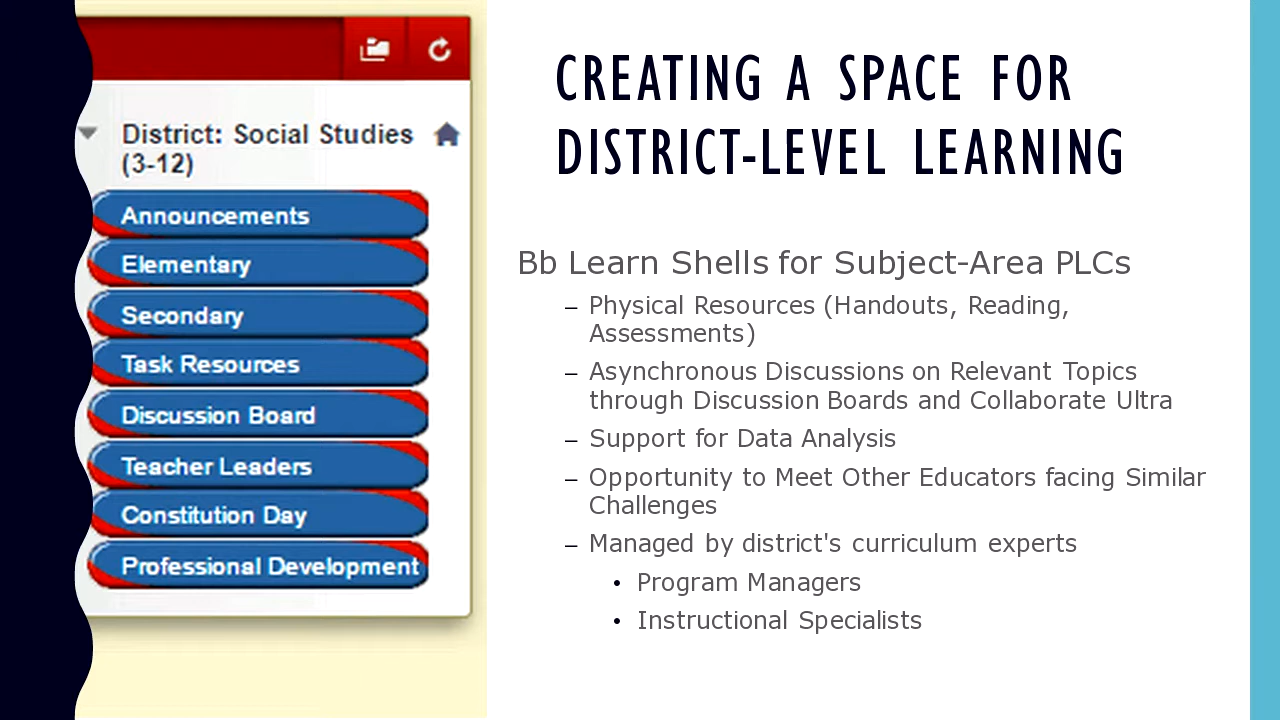 District: Social Studies
(3-12)
Announcements
Elementary
Secondary
Task Resources
Discussion Board
Teacher Leaders
Constitution Day
Professional Development
CREATING A SPACE FOR
DISTRICT-LEVEL LEARNING
Bb Learn Shells for Subject-Area PLCs
– Physical Resources (Handouts, Reading,
Assessments)
– Asynchronous Discussions on Relevant Topics
through Discussion Boards and Collaborate Ultra
– Support for Data Analysis
– Opportunity to Meet Other Educators facing Similar
Challenges
– Managed by district's curriculum experts
• Program Managers
• Instructional Specialists